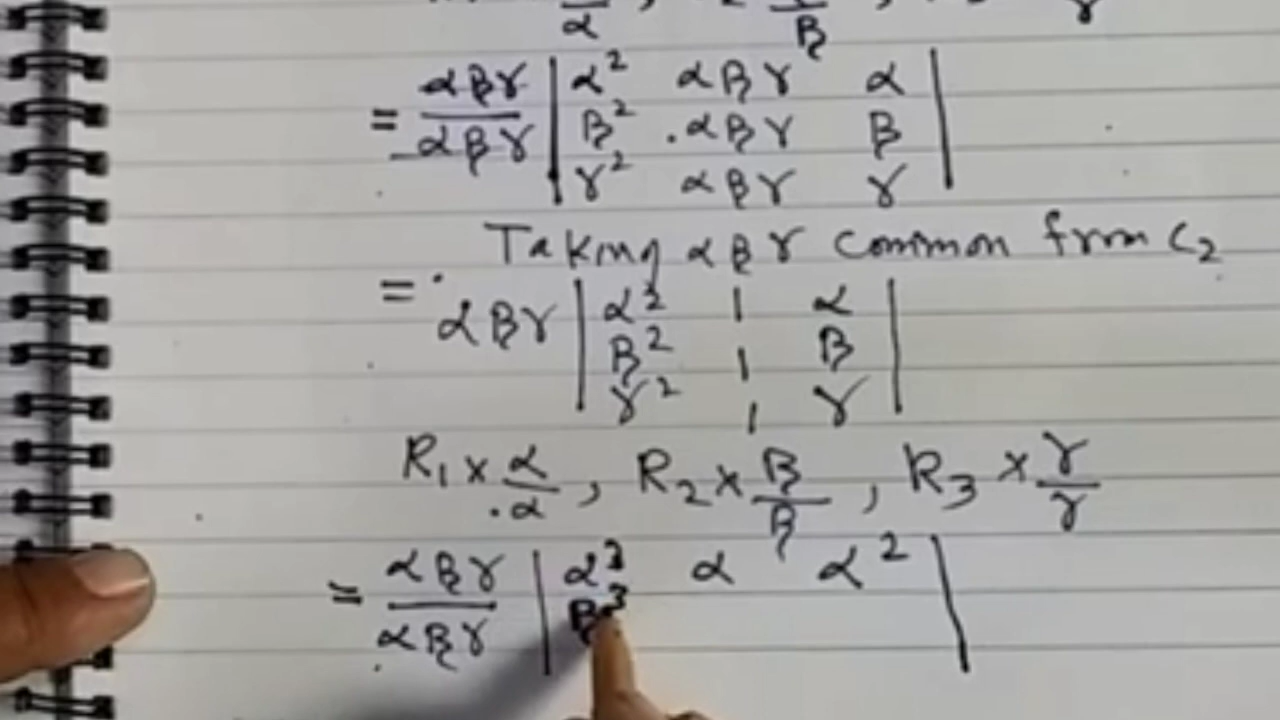 α , β , γ
= αβγ/αβγ | α² αβγ α |
| β² .αβγ β |
| γ² αβγ γ |
Taking αβγ common from C₂
= αβγ | α² 1 α |
| β² 1 β |
| γ² 1 γ |
R₁ × α/α , R₂ × β/β , R₃ × γ/γ
= αβγ/αβγ | α³ α α² |
| β³ |